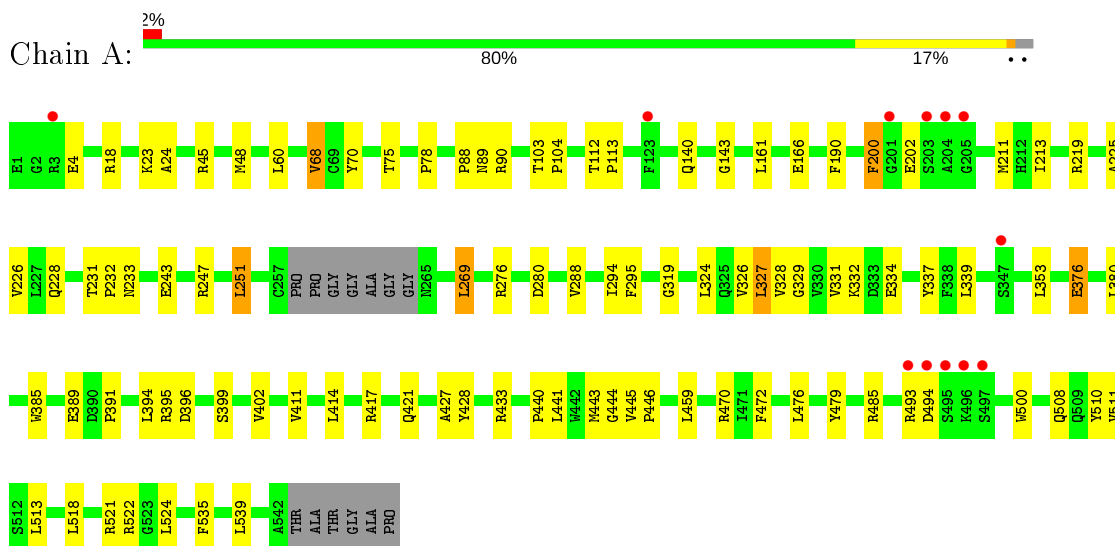 2%
Chain A:
80%
17%
E1 G2 R3 E4 R18 K23 A24 R45 M48 L60 V68 C69 Y70 T75 P78 P88 N89 R90 T103 P104 T112 P113 F123 Q140 G143 L161 E166 F190 F200 G201 E202 S203 A204 G205 M211 H212 I213 R219
V226 L227 Q228 T231 P232 N233 E243 R247 L251 C257 PRO PRO GLY GLY ALA GLY GLY N265 L269 R276 D280 V288 I294 F295 G319 L324 Q325 V326 L327 V328 G329 V330 V331 K332 D333 E334 Y337 F338 L339 S347 L353 E376
W385 E389 D390 P391 L394 R395 D396 S399 V402 V411 L414 R417 Q421 A427 Y428 R433 P440 L441 W442 M443 G444 V445 P446 L459 R470 I471 F472 L476 Y479 R485 R493 D494 S495 K496 S497 W500 Q508 Q509 Y510
S512 L513 L518 R521 R522 G523 L524 F535 L539 A542 THR ALA THR GLY ALA PRO